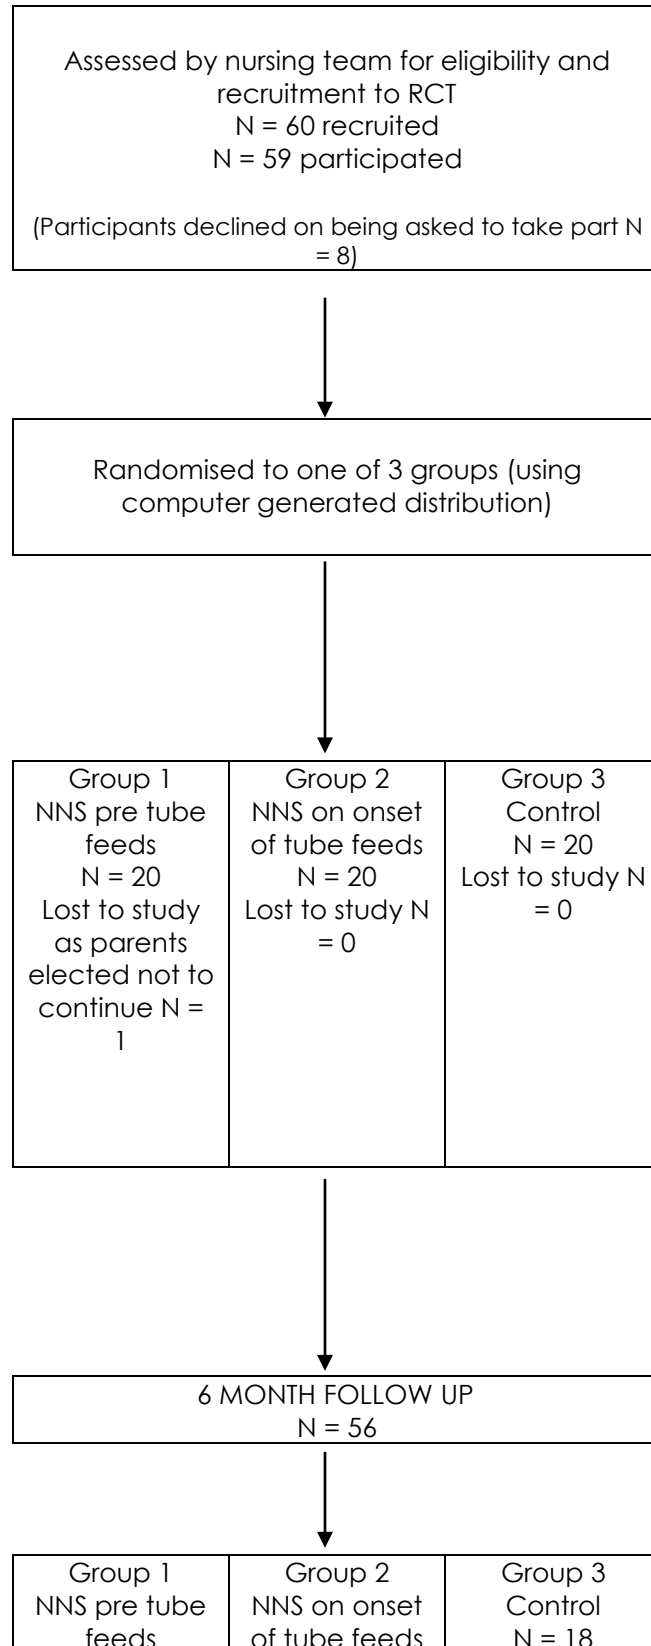 Assessed by nursing team for eligibility and
recruitment to RCT
N = 60 recruited
N = 59 participated
(Participants declined on being asked to take part N
= 8)
Randomised to one of 3 groups (using
computer generated distribution)
Group 1
NNS pre tube
feeds
N = 20
Lost to study
as parents
elected not to
continue N =
1
Group 2
NNS on onset
of tube feeds
N = 20
Lost to study N
= 0
Group 3
Control
N = 20
Lost to study N
= 0
6 MONTH FOLLOW UP
N = 56
Group 1
NNS pre tube
feeds
Group 2
NNS on onset
of tube feeds
Group 3
Control
N = 18